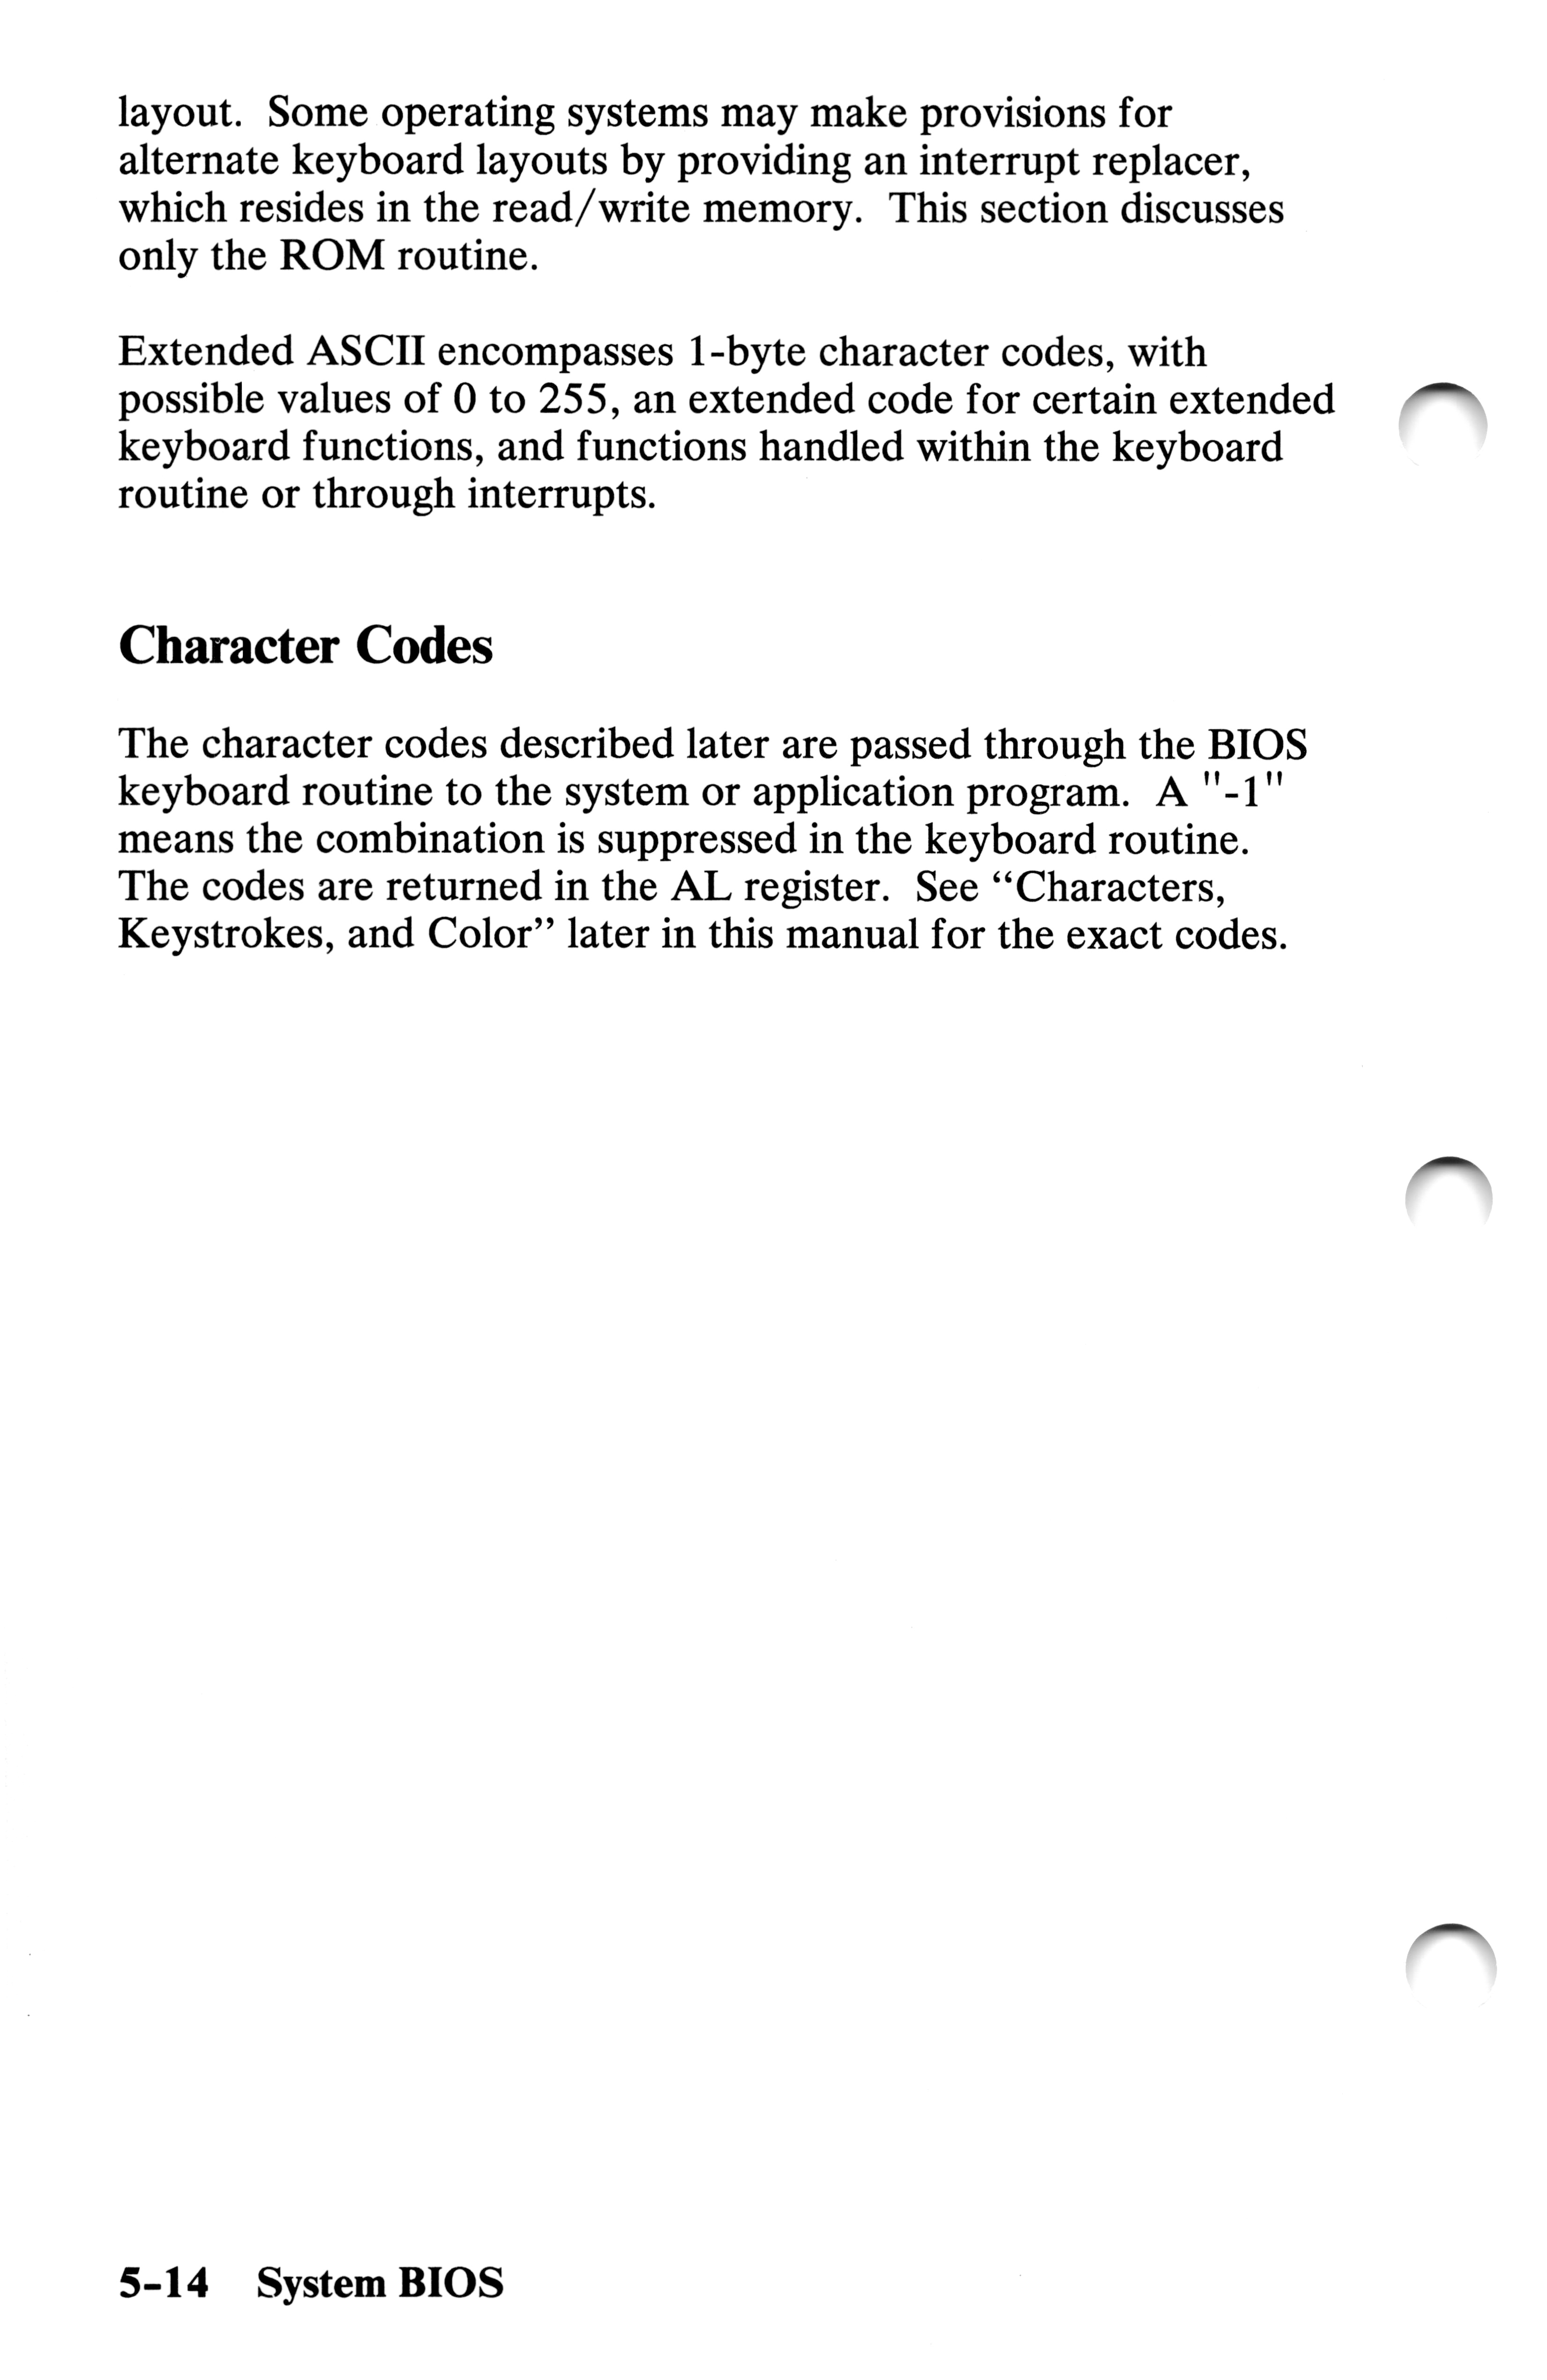 layout.  Some operating systems may make provisions for
alternate keyboard layouts by providing an interrupt replacer,
which resides in the read/write memory.  This section discusses
only the ROM routine.
Extended ASCII encompasses 1-byte character codes, with
possible values of 0 to 255, an extended code for certain extended
keyboard functions, and functions handled within the keyboard
routine or through interrupts.
Character Codes
The character codes described later are passed through the BIOS
keyboard routine to the system or application program.  A "-1"
means the combination is suppressed in the keyboard routine.
The codes are returned in the AL register.  See “Characters,
Keystrokes, and Color” later in this manual for the exact codes.
5-14 System BIOS